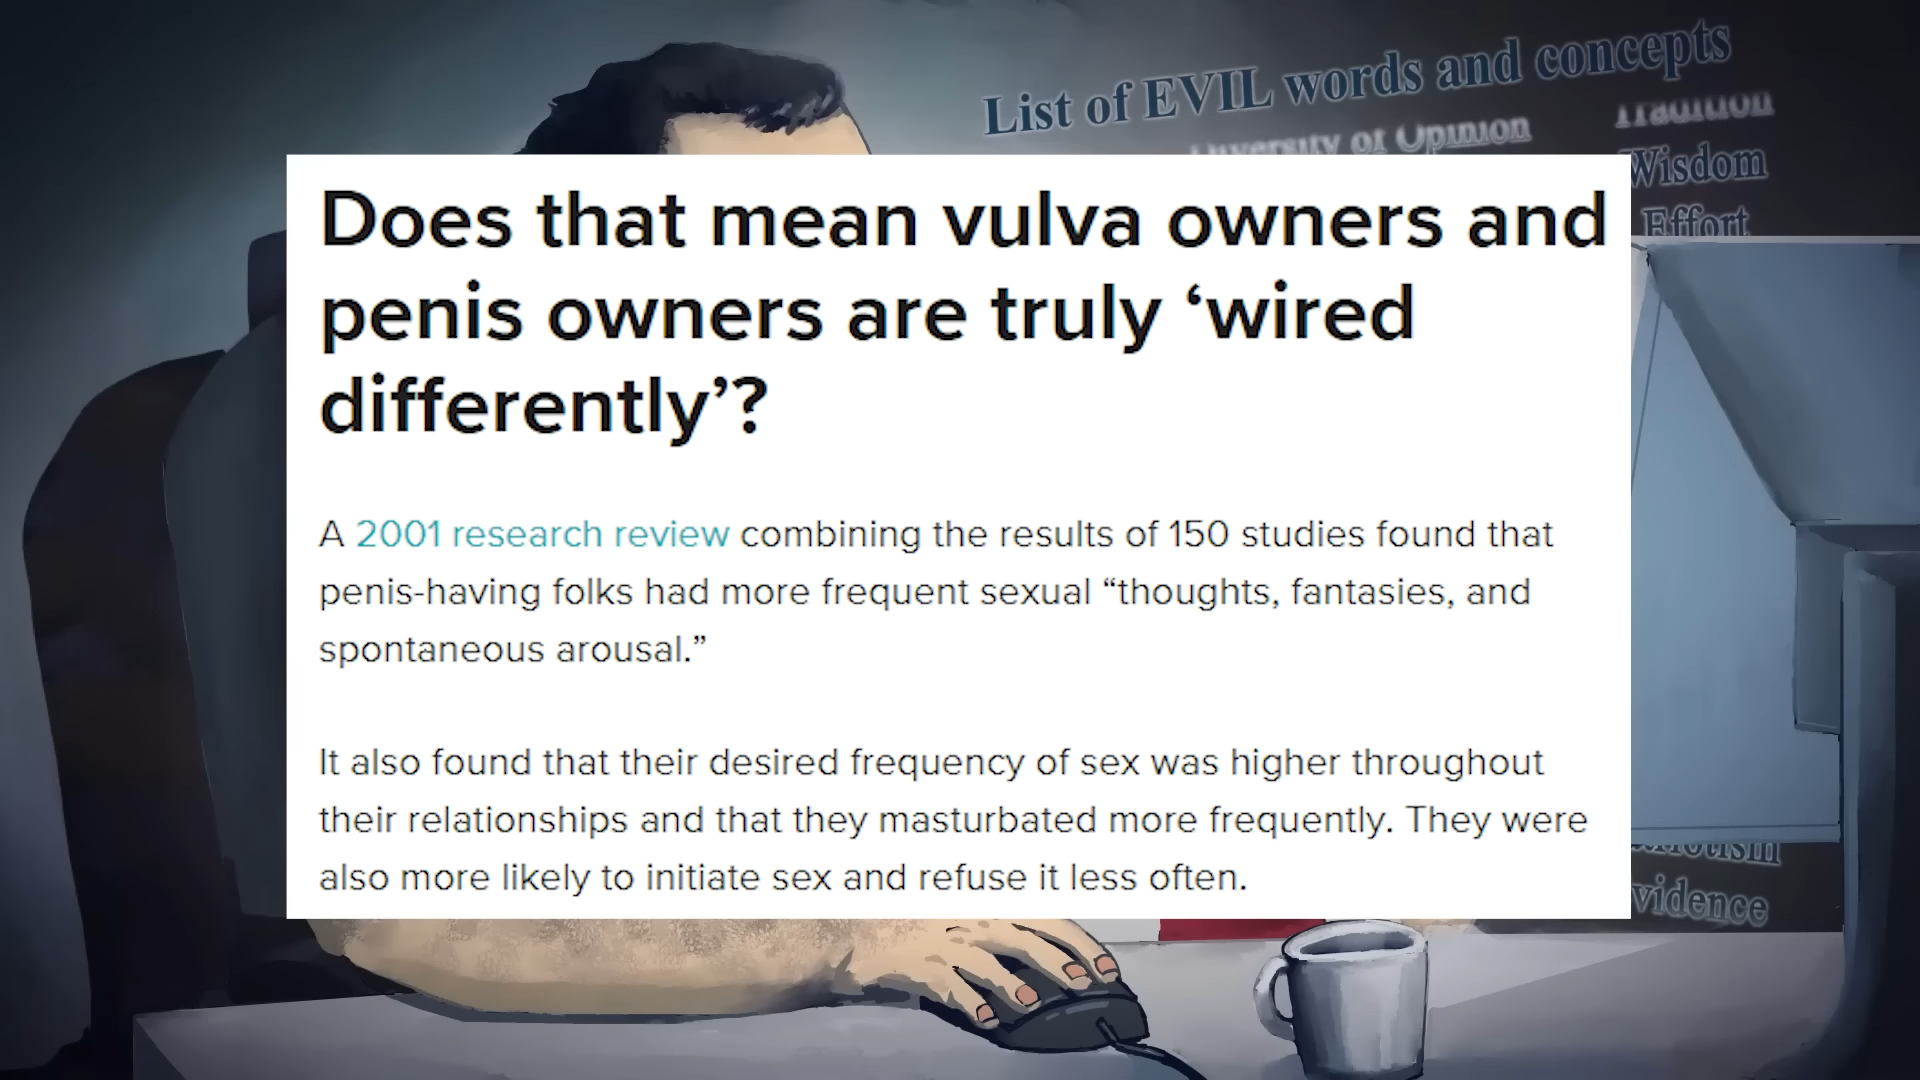 List of EVIL words and concepts
Diversity of Opinion
Tradition
Wisdom
Effort
Does that mean vulva owners and
penis owners are truly ‘wired
differently’?
A 2001 research review combining the results of 150 studies found that
penis-having folks had more frequent sexual “thoughts, fantasies, and
spontaneous arousal.”
It also found that their desired frequency of sex was higher throughout
their relationships and that they masturbated more frequently. They were
also more likely to initiate sex and refuse it less often.